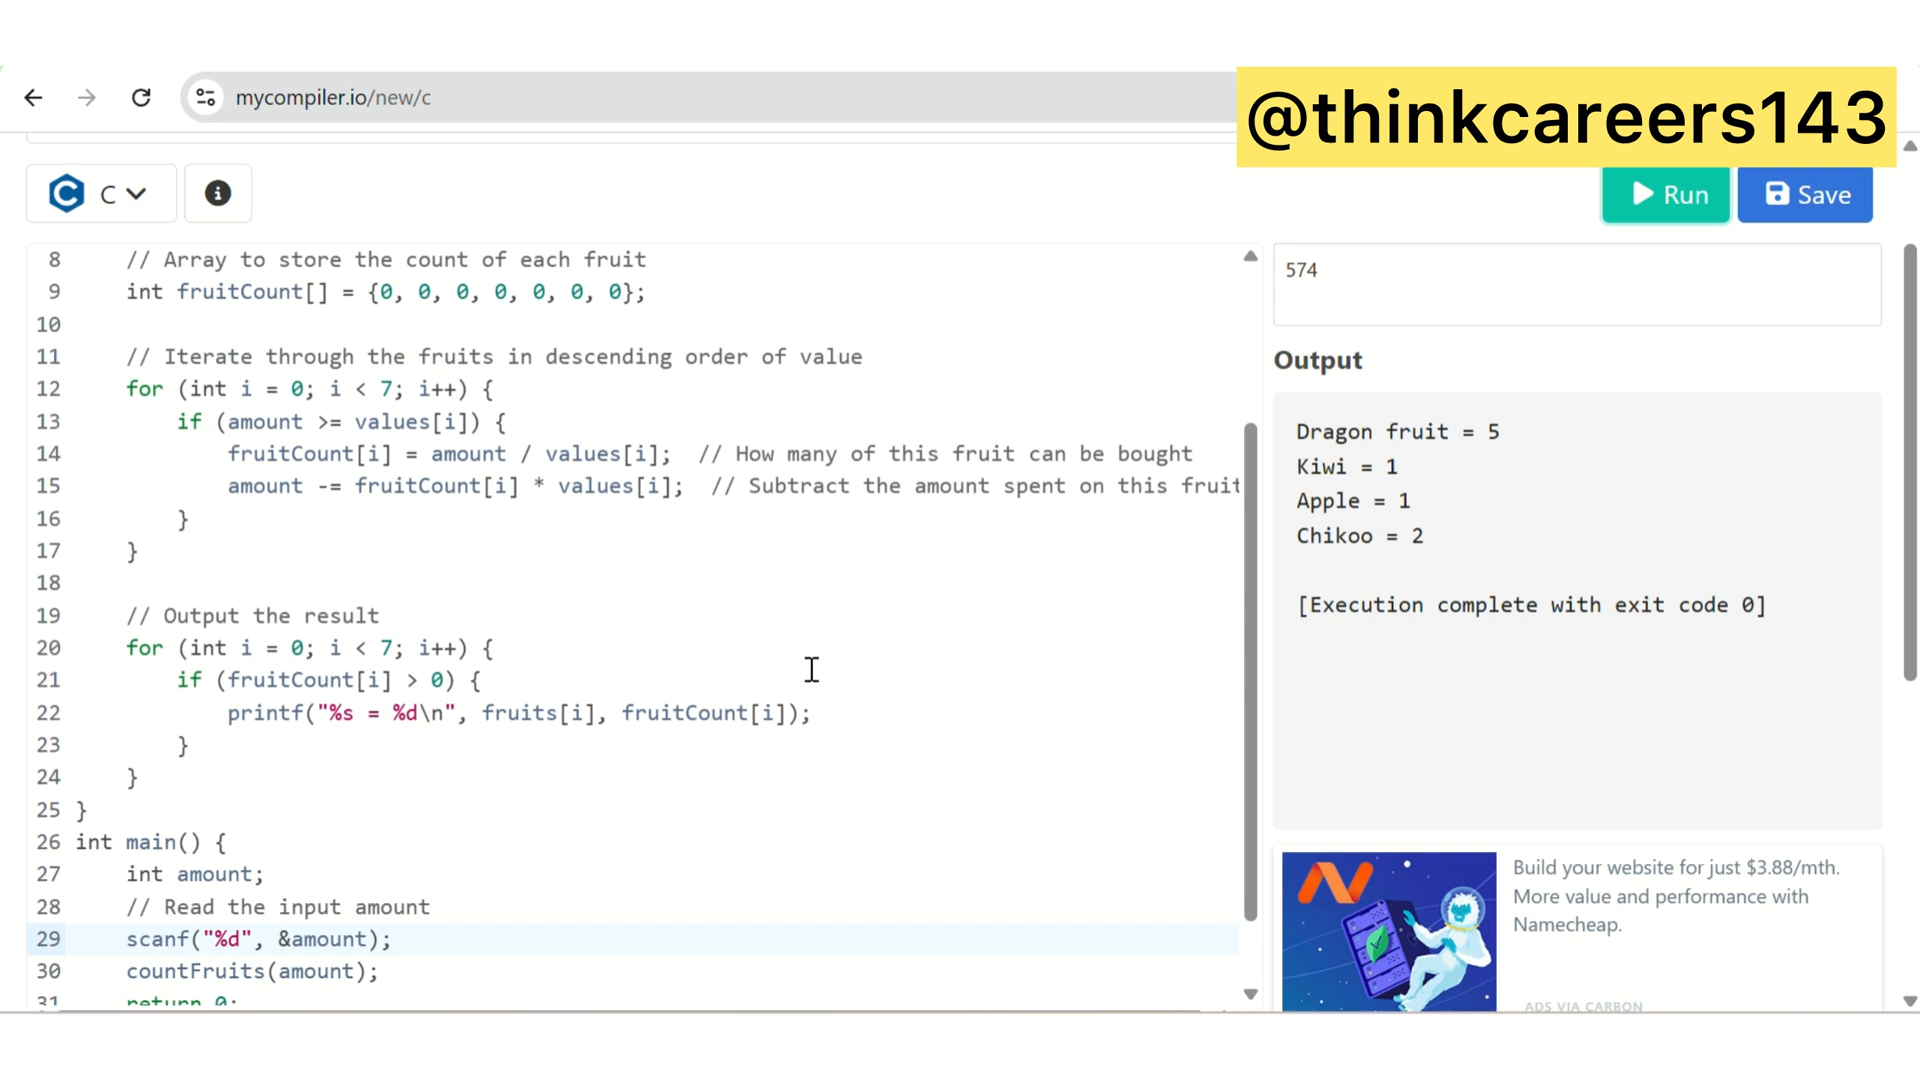 mycompiler.io/new/c
@thinkcareers143
C
Run
Save
8 // Array to store the count of each fruit
9 int fruitCount[] = {0, 0, 0, 0, 0, 0, 0};
10
11 // Iterate through the fruits in descending order of value
12 for (int i = 0; i < 7; i++) {
13 if (amount >= values[i]) {
14 fruitCount[i] = amount / values[i]; // How many of this fruit can be bought
15 amount -= fruitCount[i] * values[i]; // Subtract the amount spent on this fruit
16 }
17 }
18
19 // Output the result
20 for (int i = 0; i < 7; i++) {
21 if (fruitCount[i] > 0) {
22 printf("%s = %d\n", fruits[i], fruitCount[i]);
23 }
24 }
25 }
26 int main() {
27 int amount;
28 // Read the input amount
29 scanf("%d", &amount);
30 countFruits(amount);
31 return 0;
574
Output
Dragon fruit = 5
Kiwi = 1
Apple = 1
Chikoo = 2
[Execution complete with exit code 0]
Build your website for just $3.88/mth.
More value and performance with
Namecheap.
ADS VIA CARBON